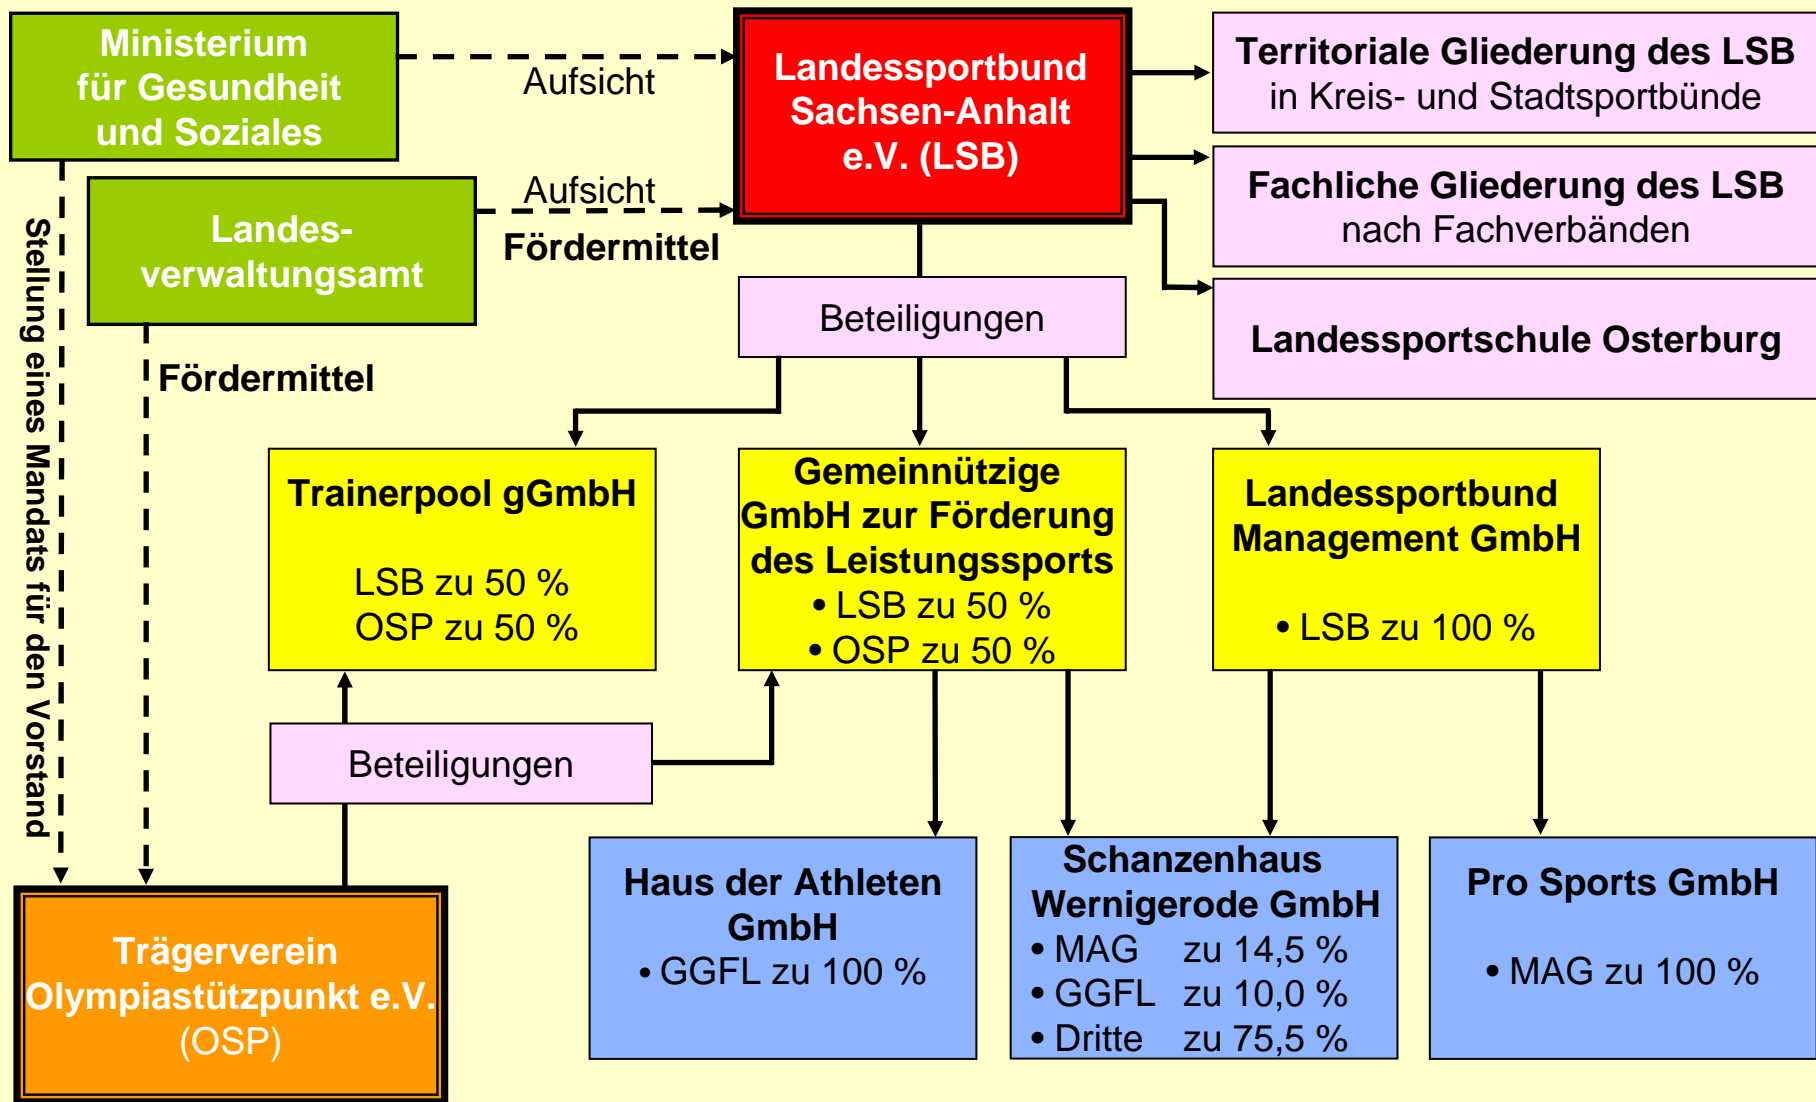 Ministerium
für Gesundheit
und Soziales
Aufsicht
Landessportbund
Sachsen-Anhalt
e.V. (LSB)
Territoriale Gliederung des LSB
in Kreis- und Stadtsportbünde
Landes-
verwaltungsamt
Aufsicht
Fördermittel
Fachliche Gliederung des LSB
nach Fachverbänden
Landessportschule Osterburg
Stellung eines Mandats für den Vorstand
Fördermittel
Beteiligungen
Trainerpool gGmbH
LSB zu 50 %
OSP zu 50 %
Gemeinnützige
GmbH zur Förderung
des Leistungssports
• LSB zu 50 %
• OSP zu 50 %
Landessportbund
Management GmbH
• LSB zu 100 %
Beteiligungen
Trägerverein
Olympiastützpunkt e.V.
(OSP)
Haus der Athleten
GmbH
• GGFL zu 100 %
Schanzenhaus
Wernigerode GmbH
• MAG zu 14,5 %
• GGFL zu 10,0 %
• Dritte zu 75,5 %
Pro Sports GmbH
• MAG zu 100 %